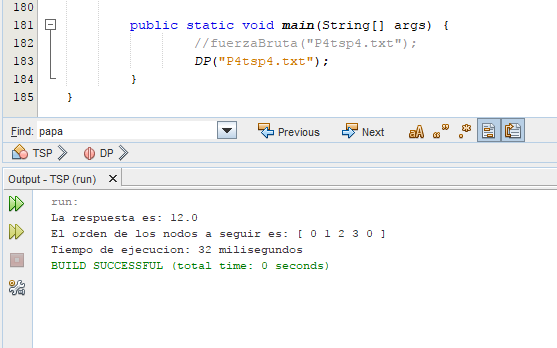 180
181 public static void main(String[] args) {
182 //fuerzaBruta("P4tsp4.txt");
183 DP("P4tsp4.txt");
184 }
185 }
Find: papa Previous Next aA “” .*
TSP DP
Output - TSP (run) X
run:
La respuesta es: 12.0
El orden de los nodos a seguir es: [ 0 1 2 3 0 ]
Tiempo de ejecucion: 32 milisegundos
BUILD SUCCESSFUL (total time: 0 seconds)